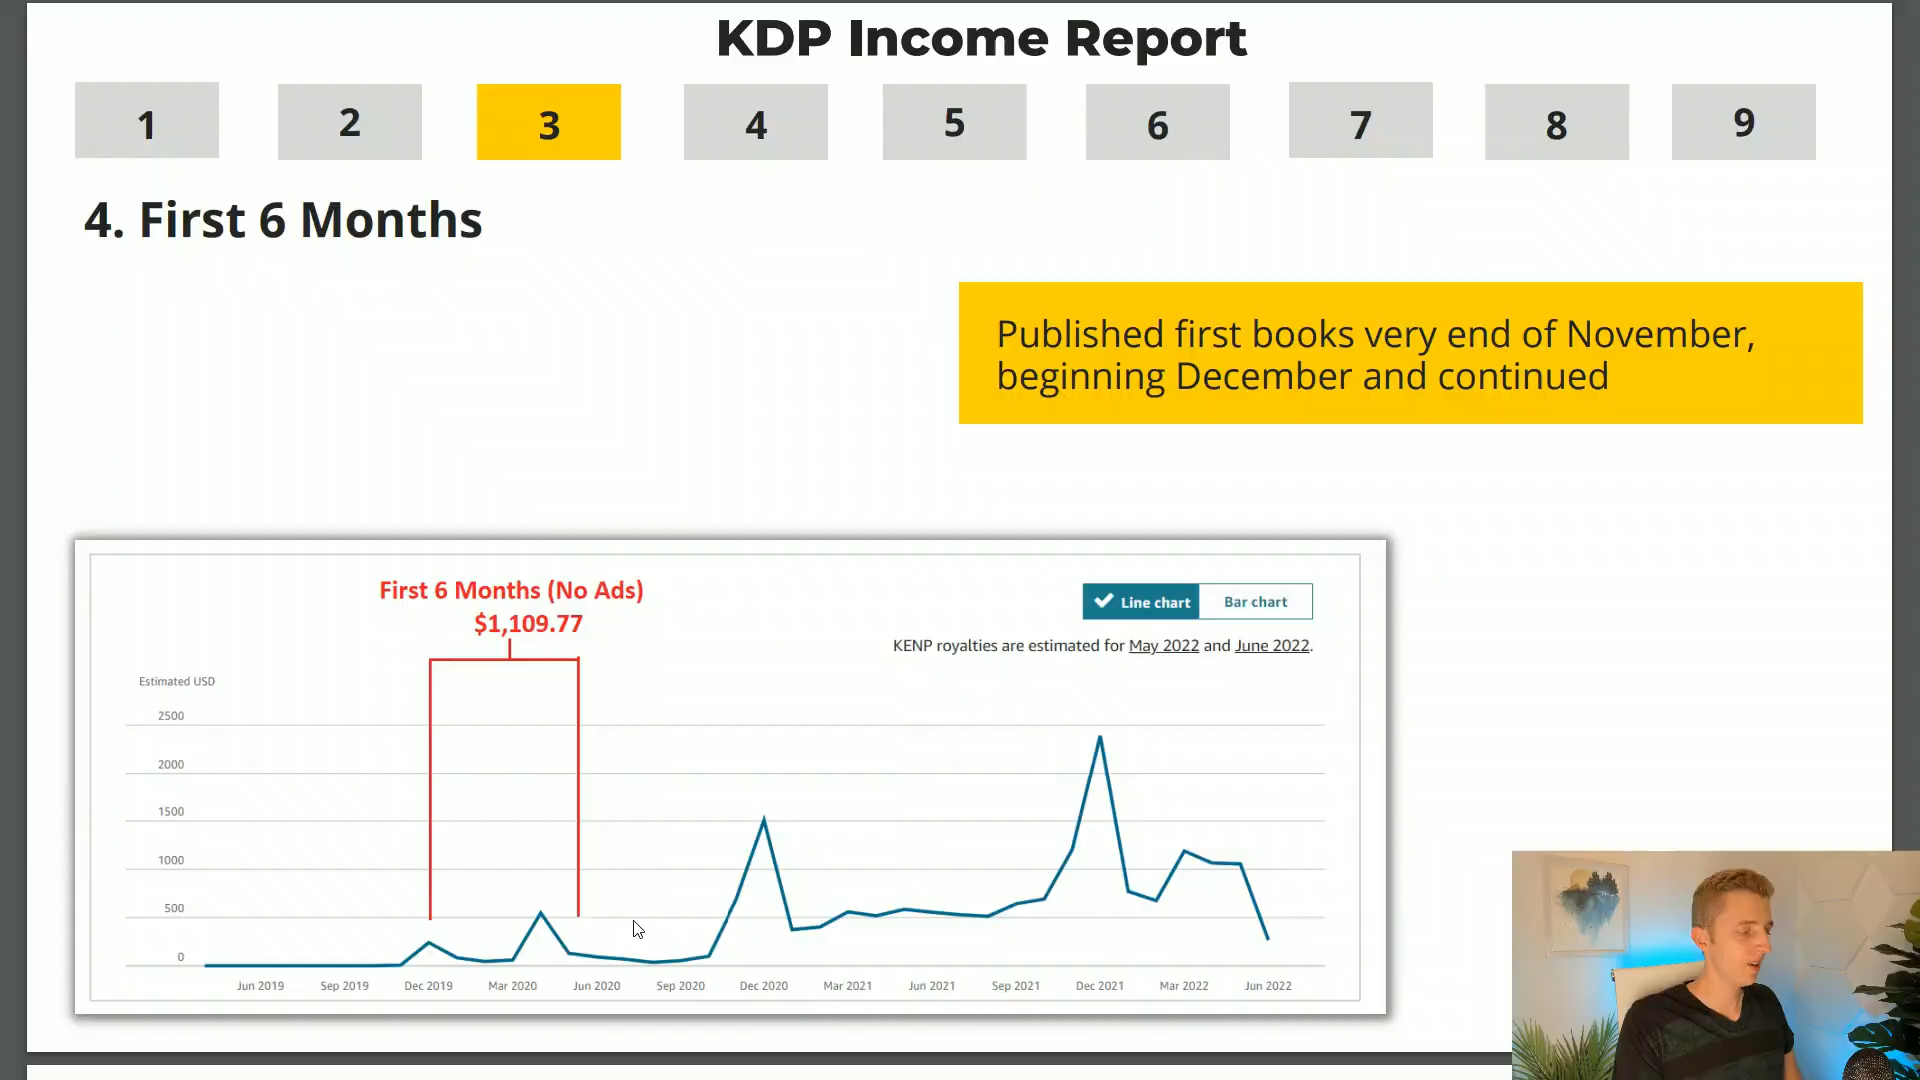 KDP Income Report
1 2 3 4 5 6 7 8 9
4. First 6 Months
Published first books very end of November,
beginning December and continued
First 6 Months (No Ads)
$1,109.77
Line chart Bar chart
KENP royalties are estimated for May 2022 and June 2022.
Estimated USD
2500
2000
1500
1000
500
0
Jun 2019 Sep 2019 Dec 2019 Mar 2020 Jun 2020 Sep 2020 Dec 2020 Mar 2021 Jun 2021 Sep 2021 Dec 2021 Mar 2022 Jun 2022